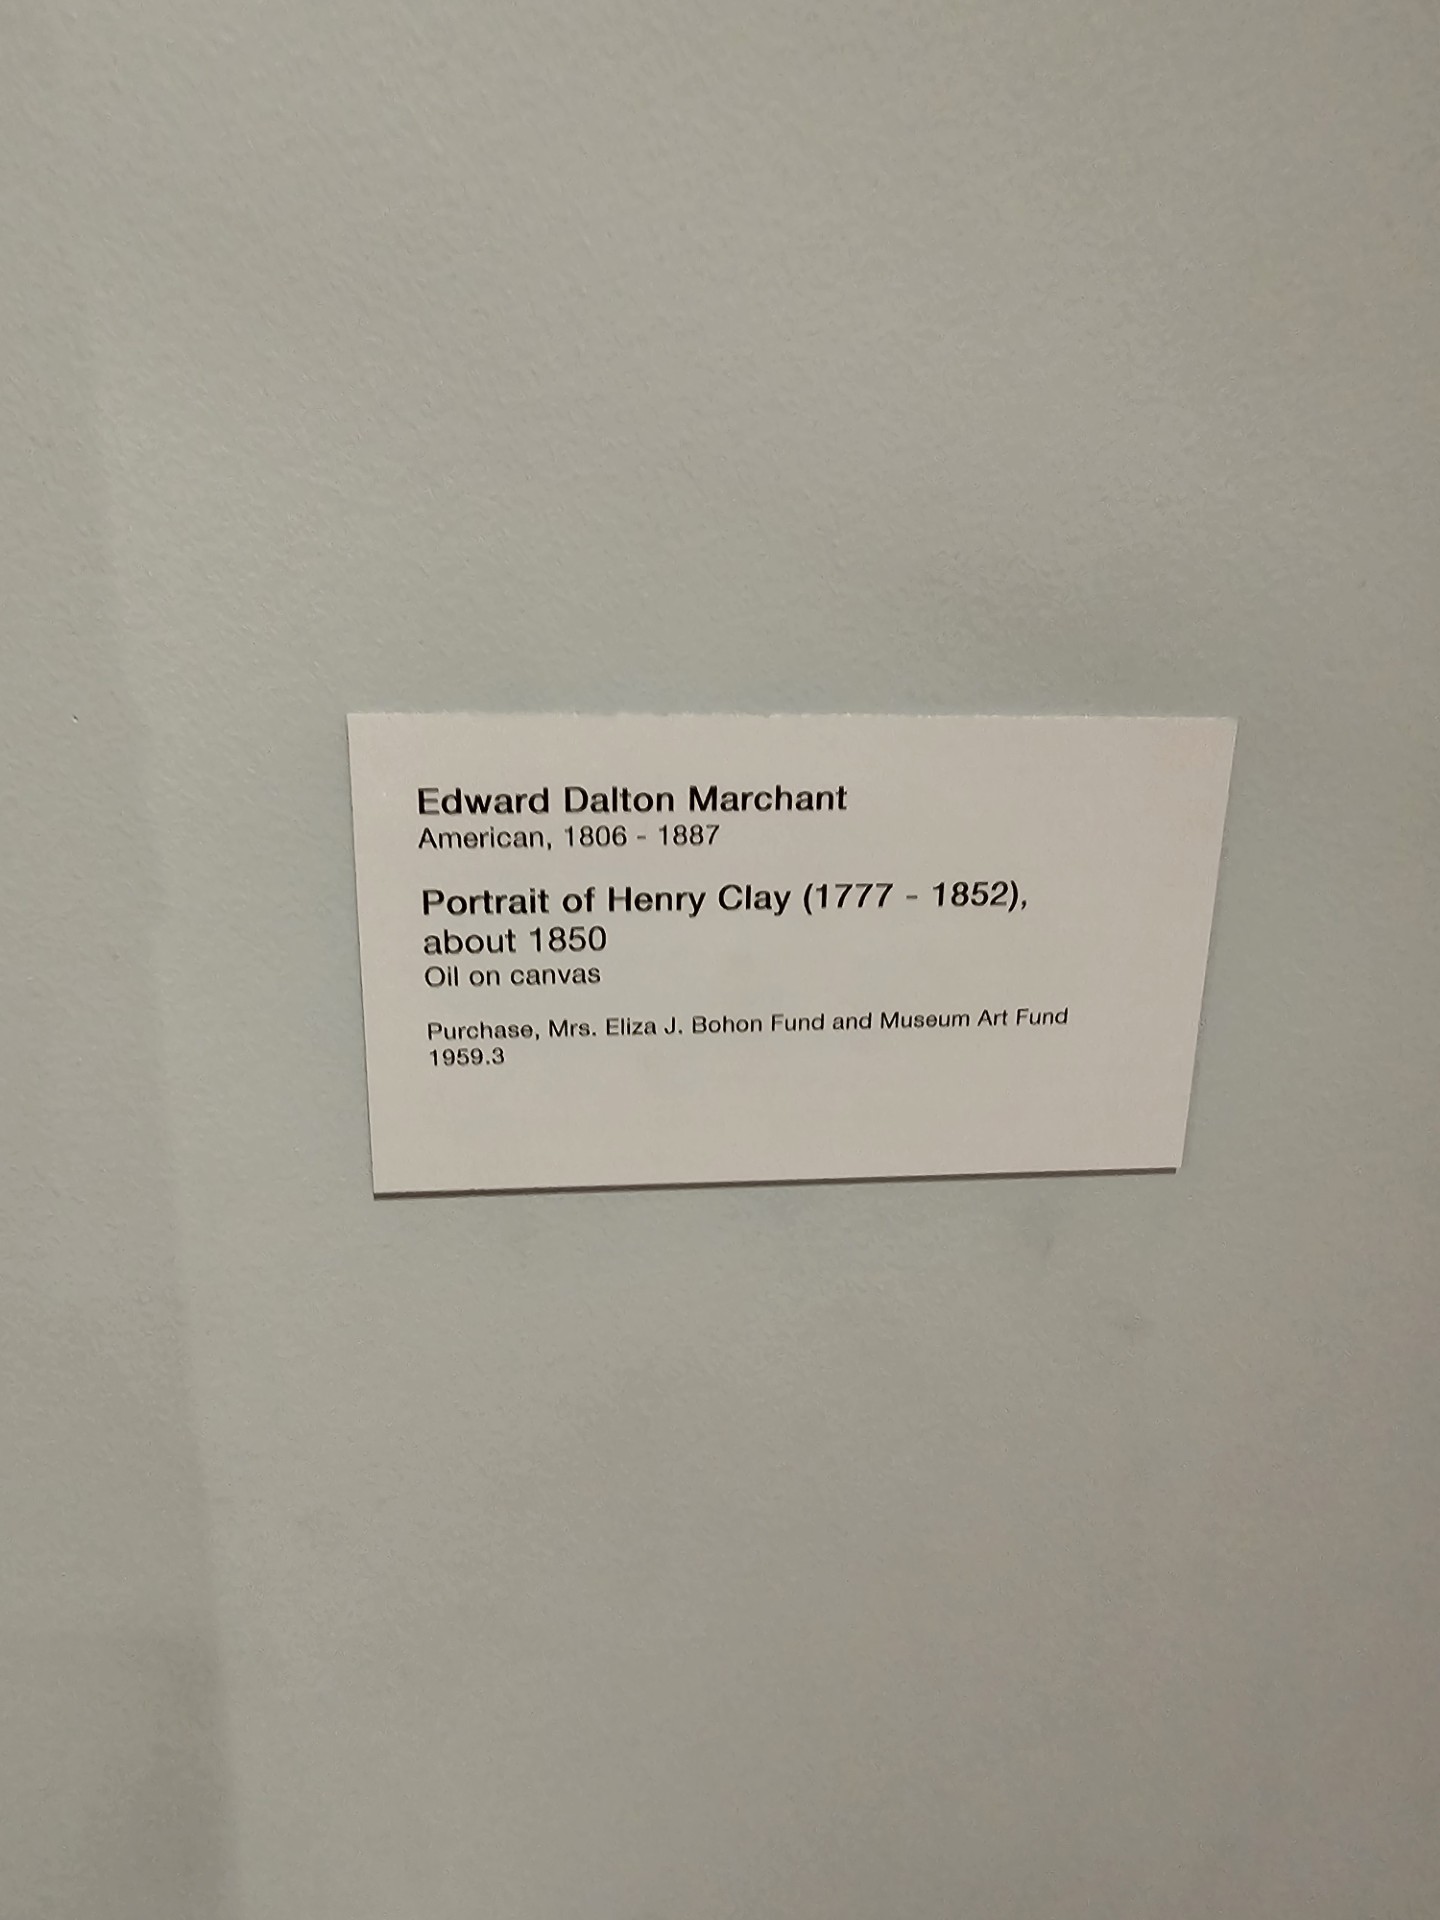 Edward Dalton Marchant
American, 1806 - 1887
Portrait of Henry Clay (1777 - 1852),
about 1850
Oil on canvas
Purchase, Mrs. Eliza J. Bohon Fund and Museum Art Fund
1959.3